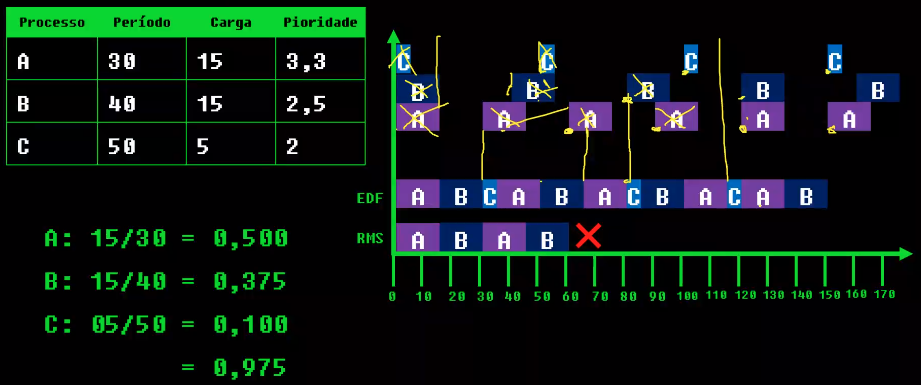 Processo Período Carga Pioridade
A 30 15 3,3
B 40 15 2,5
C 50 5 2
A: 15/30 = 0,500
B: 15/40 = 0,375
C: 05/50 = 0,100
= 0,975
C C C C
B B B B B
A A A A A A
EDF A B C A B A C B A C A B
RMS A B A B
0 10 20 30 40 50 60 70 80 90 100 110 120 130 140 150 160 170